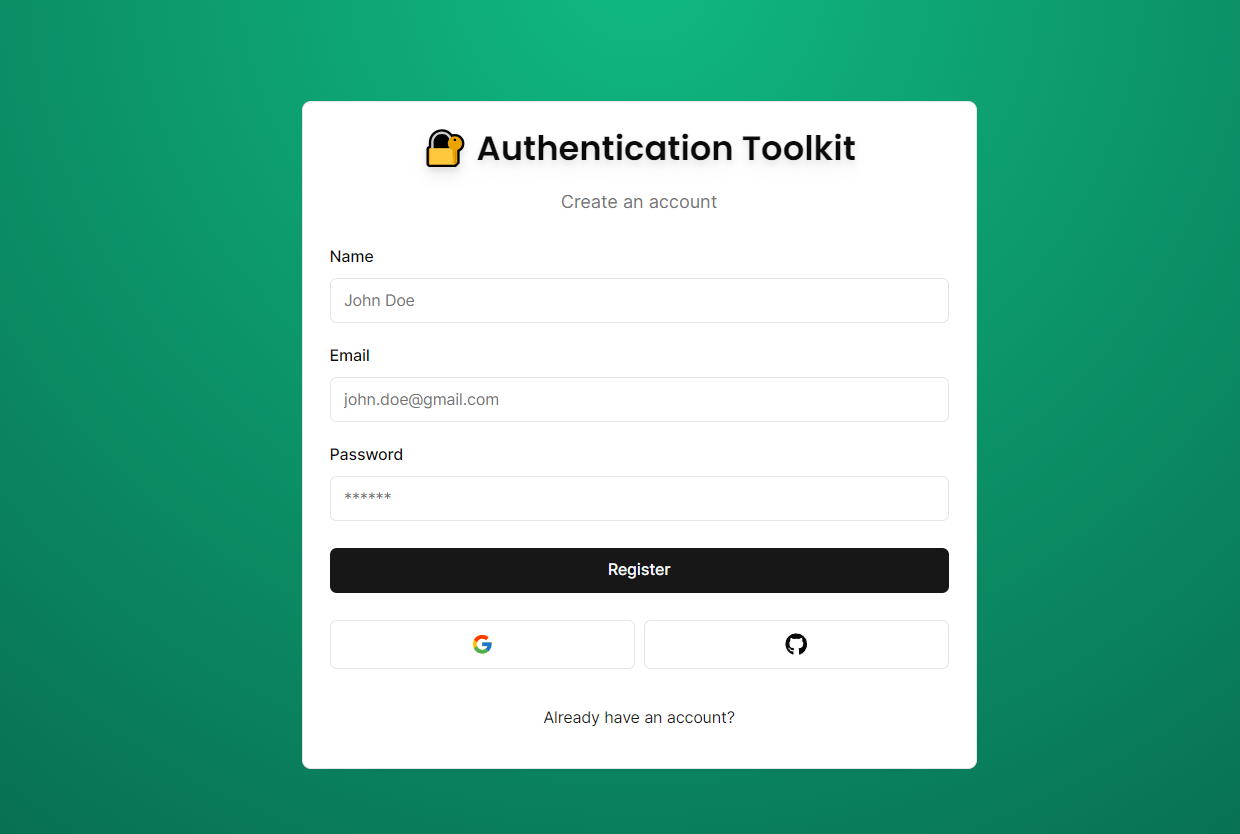 Authentication Toolkit
Create an account
Name
John Doe
Email
john.doe@gmail.com
Password
******
Register
Already have an account?